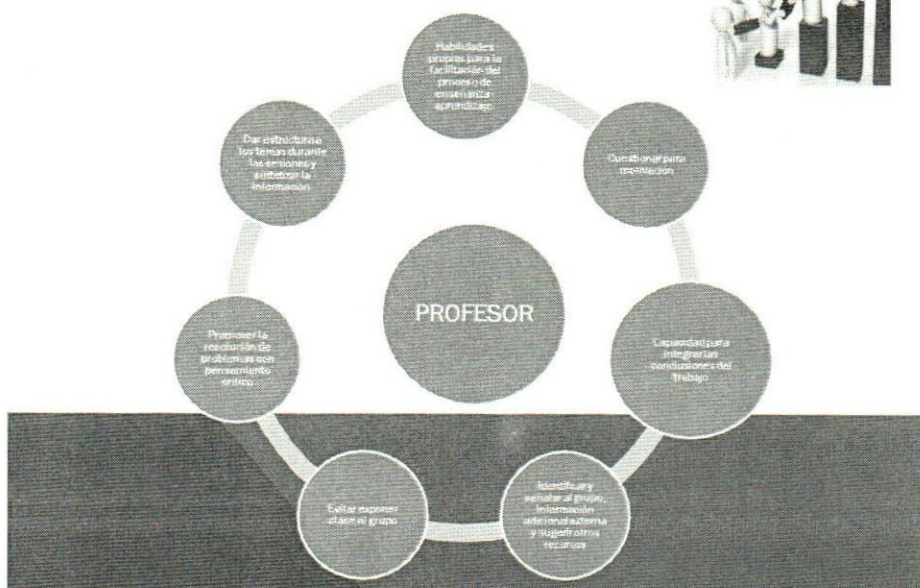 Habilidades
propias para la
facilitación del
proceso de
enseñanza
aprendizaje
Cuestionar para
motivación
Capacidad para
integrar las
conclusiones del
Trabajo
Identificar y
señalar al grupo,
información
adicional externa
y sugerir otros
recursos
Evitar exponer
clase al grupo
Promover la
resolución de
problemas con
pensamiento
crítico
Dar estructura a
los temas durante
las sesiones y
sintetizar la
información
PROFESOR